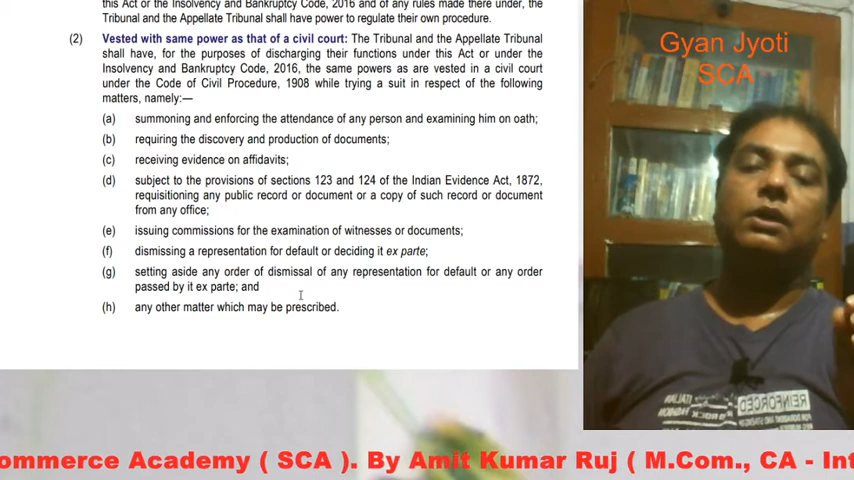 this Act or the Insolvency and Bankruptcy Code, 2016 and of any rules made there under, the
Tribunal and the Appellate Tribunal shall have power to regulate their own procedure.
(2) Vested with same power as that of a civil court: The Tribunal and the Appellate Tribunal
shall have, for the purposes of discharging their functions under this Act or under the
Insolvency and Bankruptcy Code, 2016, the same powers as are vested in a civil court
under the Code of Civil Procedure, 1908 while trying a suit in respect of the following
matters, namely:—
(a) summoning and enforcing the attendance of any person and examining him on oath;
(b) requiring the discovery and production of documents;
(c) receiving evidence on affidavits;
(d) subject to the provisions of sections 123 and 124 of the Indian Evidence Act, 1872,
requisitioning any public record or document or a copy of such record or document
from any office;
(e) issuing commissions for the examination of witnesses or documents;
(f) dismissing a representation for default or deciding it ex parte;
(g) setting aside any order of dismissal of any representation for default or any order
passed by it ex parte; and
(h) any other matter which may be prescribed.
Gyan Jyoti
SCA
ITALIAN
REINFORCED
ommerce Academy ( SCA ). By Amit Kumar Ruj ( M.Com., CA - Int